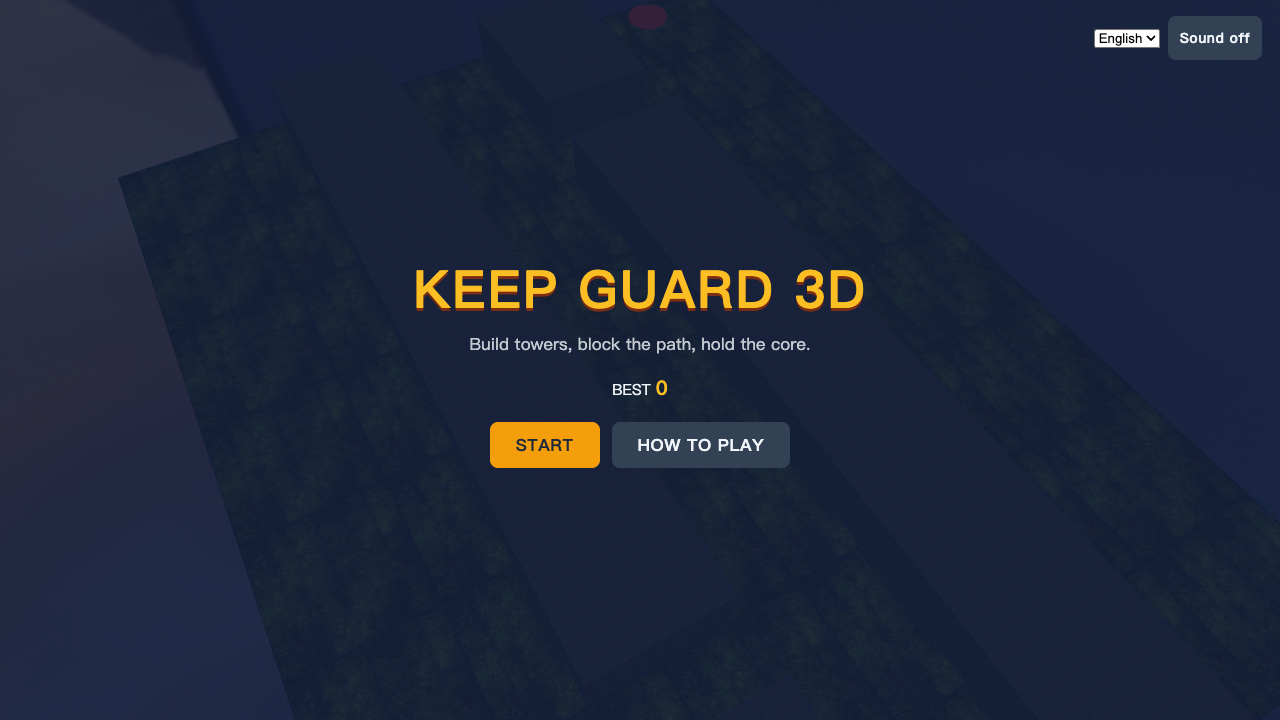 English
Sound off
KEEP GUARD 3D
Build towers, block the path, hold the core.
BEST 0
START
HOW TO PLAY